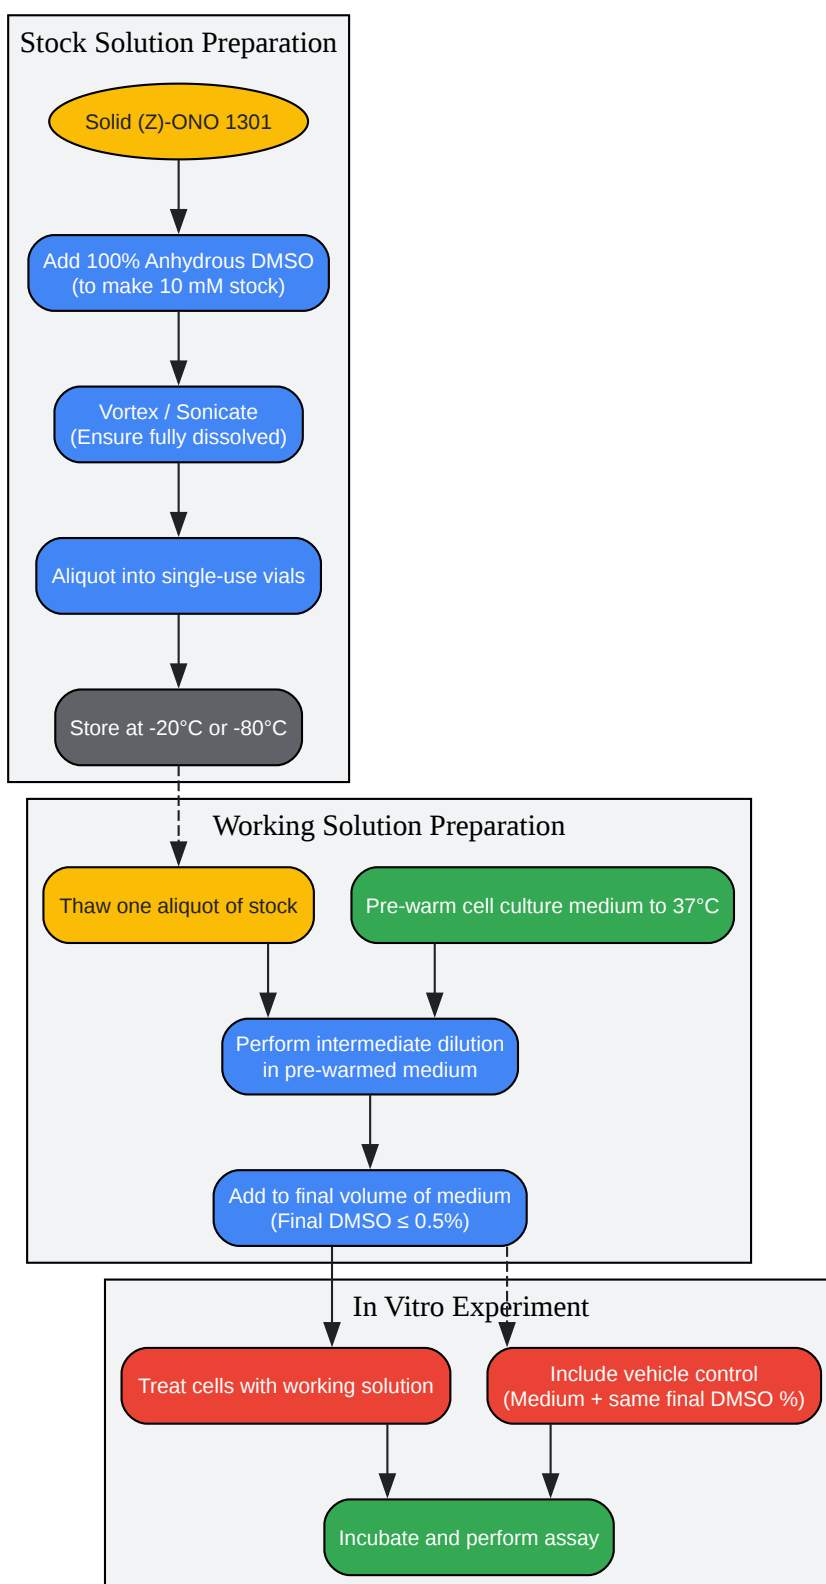 Stock Solution Preparation
Solid (Z)-ONO 1301
Add 100% Anhydrous DMSO
(to make 10 mM stock)
Vortex / Sonicate
(Ensure fully dissolved)
Aliquot into single-use vials
Store at -20°C or -80°C
Working Solution Preparation
Thaw one aliquot of stock
Pre-warm cell culture medium to 37°C
Perform intermediate dilution
in pre-warmed medium
Add to final volume of medium
(Final DMSO ≤ 0.5%)
In Vitro Experiment
Treat cells with working solution
Include vehicle control
(Medium + same final DMSO %)
Incubate and perform assay